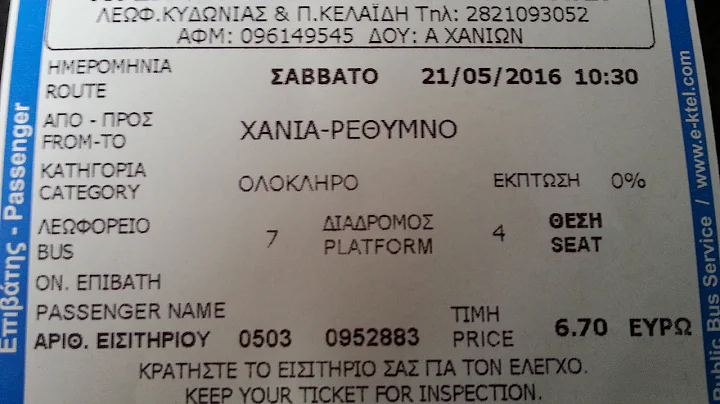 ΛΕΩΦ.ΚΥΔΩΝΙΑΣ & Π.ΚΕΛΑΪΔΗ Τηλ: 2821093052
ΑΦΜ: 096149545 ΔΟΥ: Α ΧΑΝΙΩΝ
ΗΜΕΡΟΜΗΝΙΑ
ROUTE
ΣΑΒΒΑΤΟ 21/05/2016 10:30
ΑΠΟ - ΠΡΟΣ
FROM-TO
ΧΑΝΙΑ-ΡΕΘΥΜΝΟ
ΚΑΤΗΓΟΡΙΑ
CATEGORY
ΟΛΟΚΛΗΡΟ ΕΚΠΤΩΣΗ 0%
ΛΕΩΦΟΡΕΙΟ
BUS
7
ΔΙΑΔΡΟΜΟΣ
PLATFORM
4
ΘΕΣΗ
SEAT
ΟΝ. ΕΠΙΒΑΤΗ
PASSENGER NAME
ΑΡΙΘ. ΕΙΣΙΤΗΡΙΟΥ 0503 0952883
ΤΙΜΗ
PRICE
6.70 ΕΥΡΩ
ΚΡΑΤΗΣΤΕ ΤΟ ΕΙΣΙΤΗΡΙΟ ΣΑΣ ΓΙΑ ΤΟΝ ΕΛΕΓΧΟ.
KEEP YOUR TICKET FOR INSPECTION.
Επιβάτης - Passenger
Public Bus Service / www.e-ktel.com